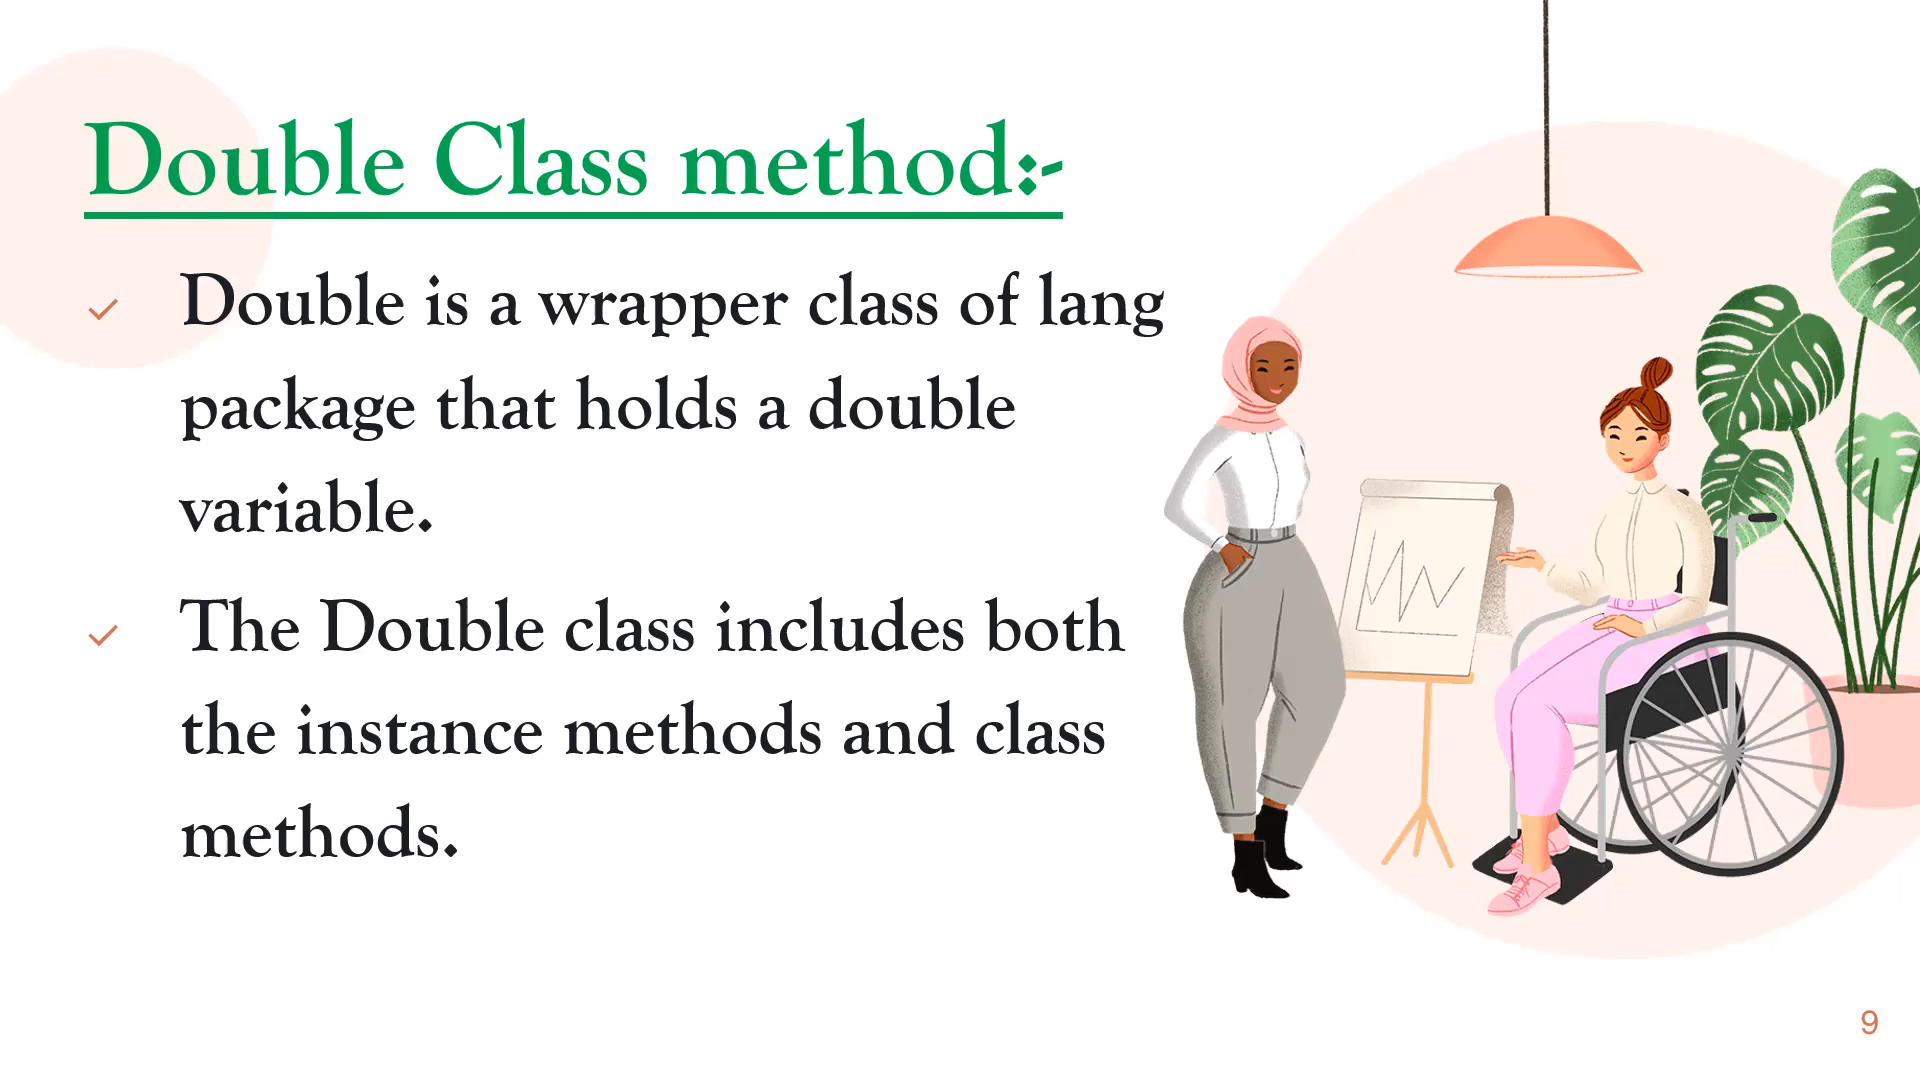 Double Class method:-
Double is a wrapper class of lang
package that holds a double
variable.
The Double class includes both
the instance methods and class
methods.
9